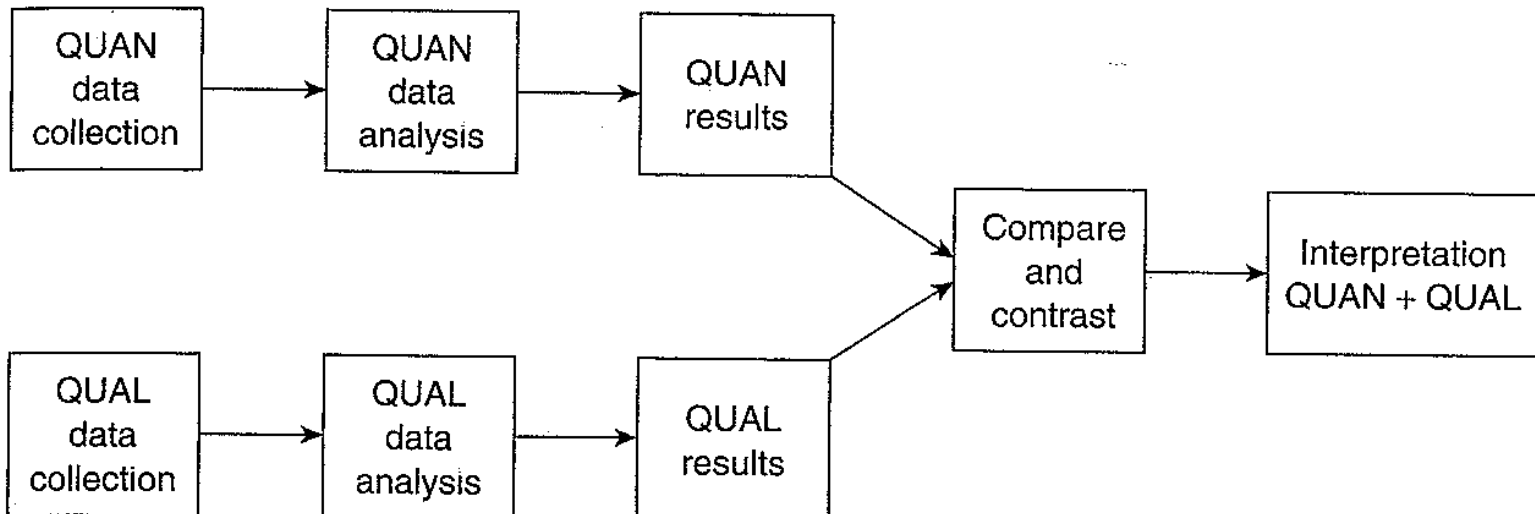 QUAN
data
collection
QUAN
data
analysis
QUAN
results
Compare
and
contrast
Interpretation
QUAN + QUAL
QUAL
data
collection
QUAL
data
analysis
QUAL
results